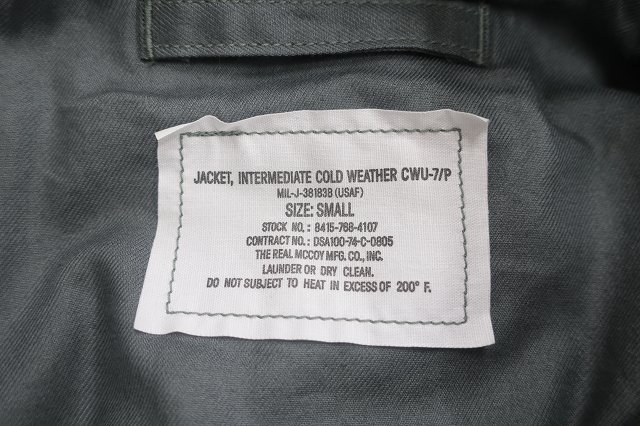 JACKET, INTERMEDIATE COLD WEATHER CWU-7/P
MIL-J-38183B (USAF)
SIZE: SMALL
STOCK NO.: 8415-768-4107
CONTRACT NO.: DSA100-74-C-0805
THE REAL McCOY MFG. CO., INC.
LAUNDER OR DRY CLEAN.
DO NOT SUBJECT TO HEAT IN EXCESS OF 200° F.